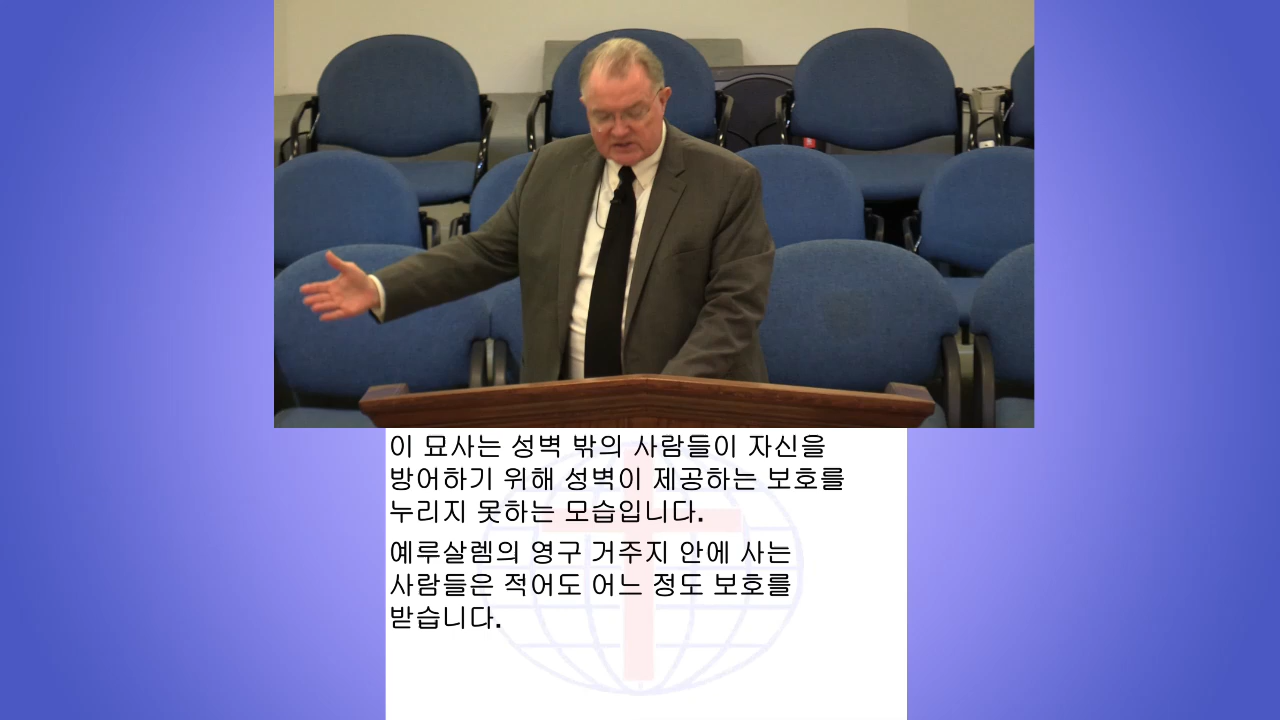 이 묘사는 성벽 밖의 사람들이 자신을
방어하기 위해 성벽이 제공하는 보호를
누리지 못하는 모습입니다.
예루살렘의 영구 거주지 안에 사는
사람들은 적어도 어느 정도 보호를
받습니다.